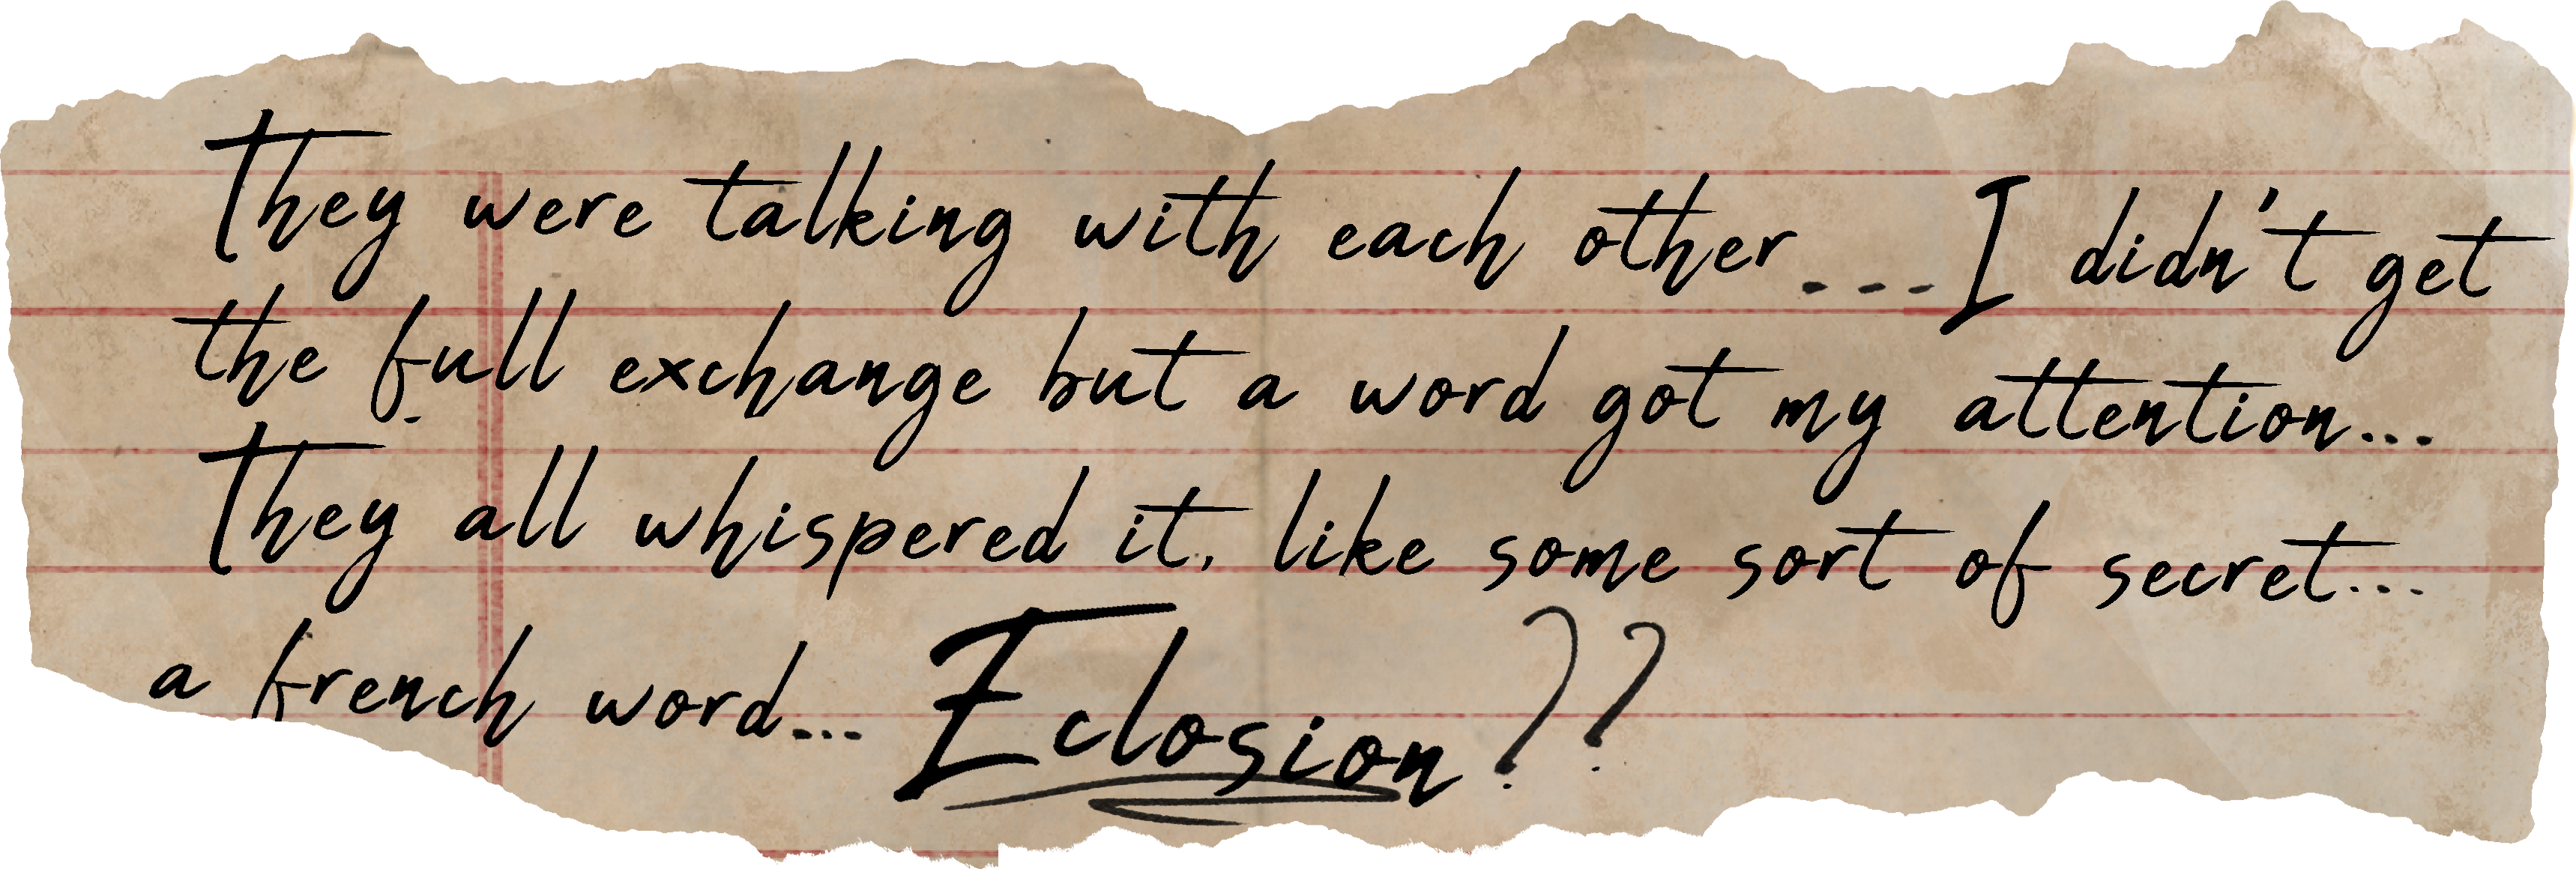 They were talking with each other... I didn't get
the full exchange but a word got my attention...
They all whispered it, like some sort of secret...
a french word... Eclosion??